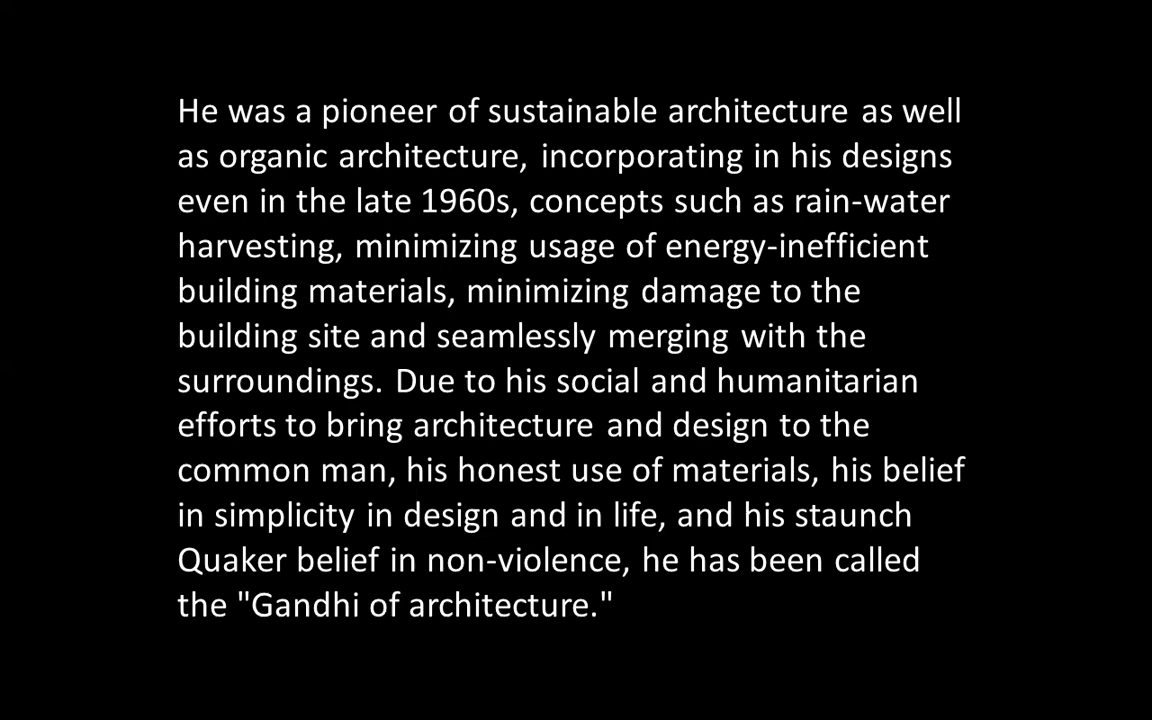 He was a pioneer of sustainable architecture as well
as organic architecture, incorporating in his designs
even in the late 1960s, concepts such as rain-water
harvesting, minimizing usage of energy-inefficient
building materials, minimizing damage to the
building site and seamlessly merging with the
surroundings. Due to his social and humanitarian
efforts to bring architecture and design to the
common man, his honest use of materials, his belief
in simplicity in design and in life, and his staunch
Quaker belief in non-violence, he has been called
the "Gandhi of architecture."